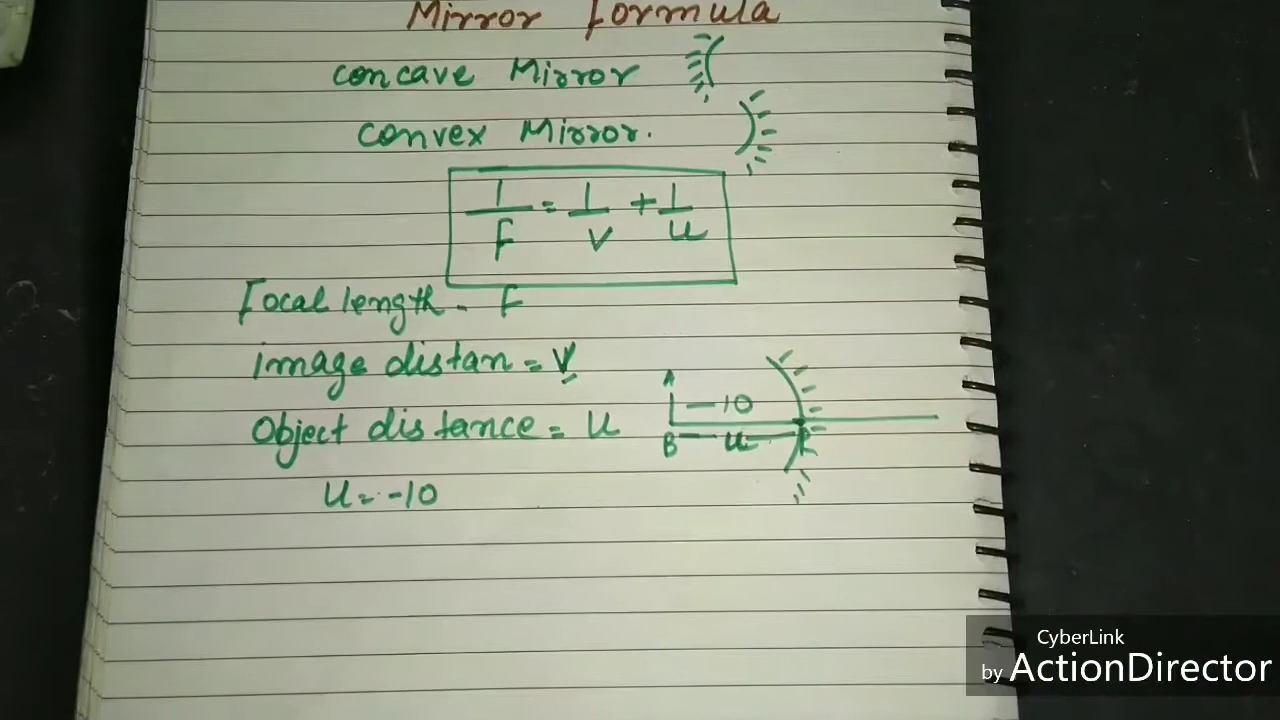 Mirror Formula
concave Mirror
convex Mirror.
1/F = 1/V + 1/u
Focal length - F
image distan = V
Object distance = u
A
-10
B - u - P
u = -10
CyberLink
by ActionDirector